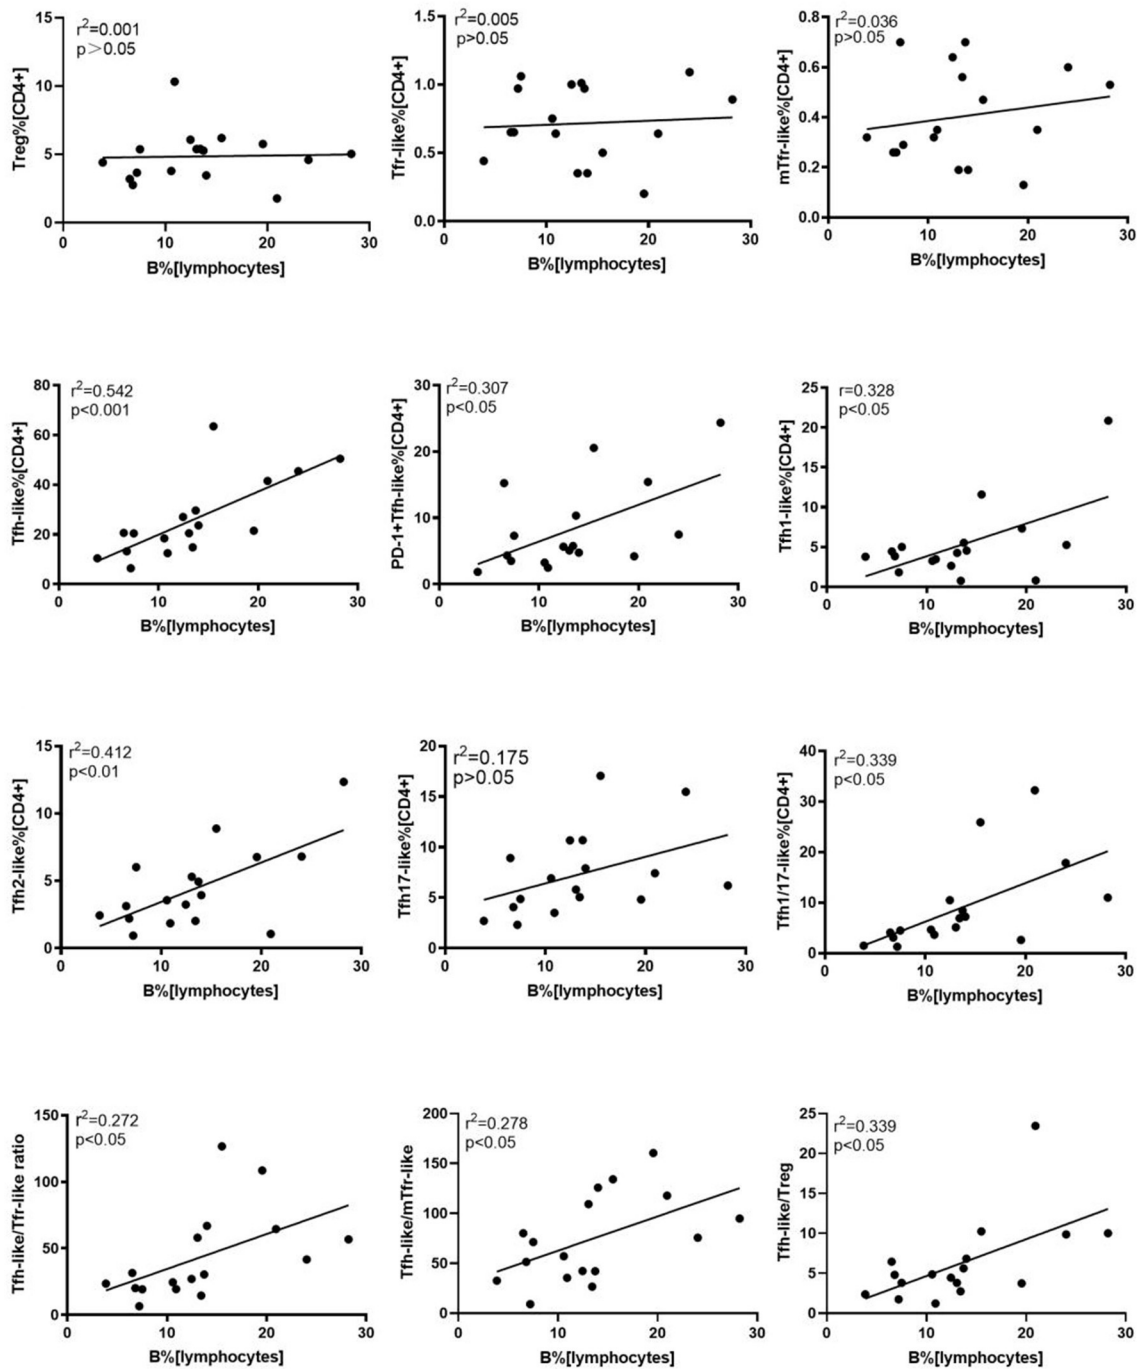 r²=0.001
p＞0.05
Treg%[CD4+]
15
10
5
0
0 10 20 30
B%[lymphocytes]
r²=0.005
p>0.05
Tfr-like%[CD4+]
1.5
1.0
0.5
0.0
0 10 20 30
B%[lymphocytes]
r²=0.036
p>0.05
mTfr-like%[CD4+]
0.8
0.6
0.4
0.2
0.0
0 10 20 30
B%[lymphocytes]
r²=0.542
p<0.001
Tfh-like%[CD4+]
80
60
40
20
0
0 10 20 30
B%[lymphocytes]
r²=0.307
p<0.05
PD-1+Tfh-like%[CD4+]
30
20
10
0
0 10 20 30
B%[lymphocytes]
r=0.328
p<0.05
Tfh1-like%[CD4+]
25
20
15
10
5
0
0 10 20 30
B%[lymphocytes]
r²=0.412
p<0.01
Tfh2-like%[CD4+]
15
10
5
0
0 10 20 30
B%[lymphocytes]
r²=0.175
p>0.05
Tfh17-like%[CD4+]
20
15
10
5
0
0 10 20 30
B%[lymphocytes]
r²=0.339
p<0.05
Tfh1/17-like%[CD4+]
40
30
20
10
0
0 10 20 30
B%[lymphocytes]
r²=0.272
p<0.05
Tfh-like/Tfr-like ratio
150
100
50
0
0 10 20 30
B%[lymphocytes]
r²=0.278
p<0.05
Tfh-like/mTfr-like
200
150
100
50
0
0 10 20 30
B%[lymphocytes]
r²=0.339
p<0.05
Tfh-like/Treg
25
20
15
10
5
0
0 10 20 30
B%[lymphocytes]